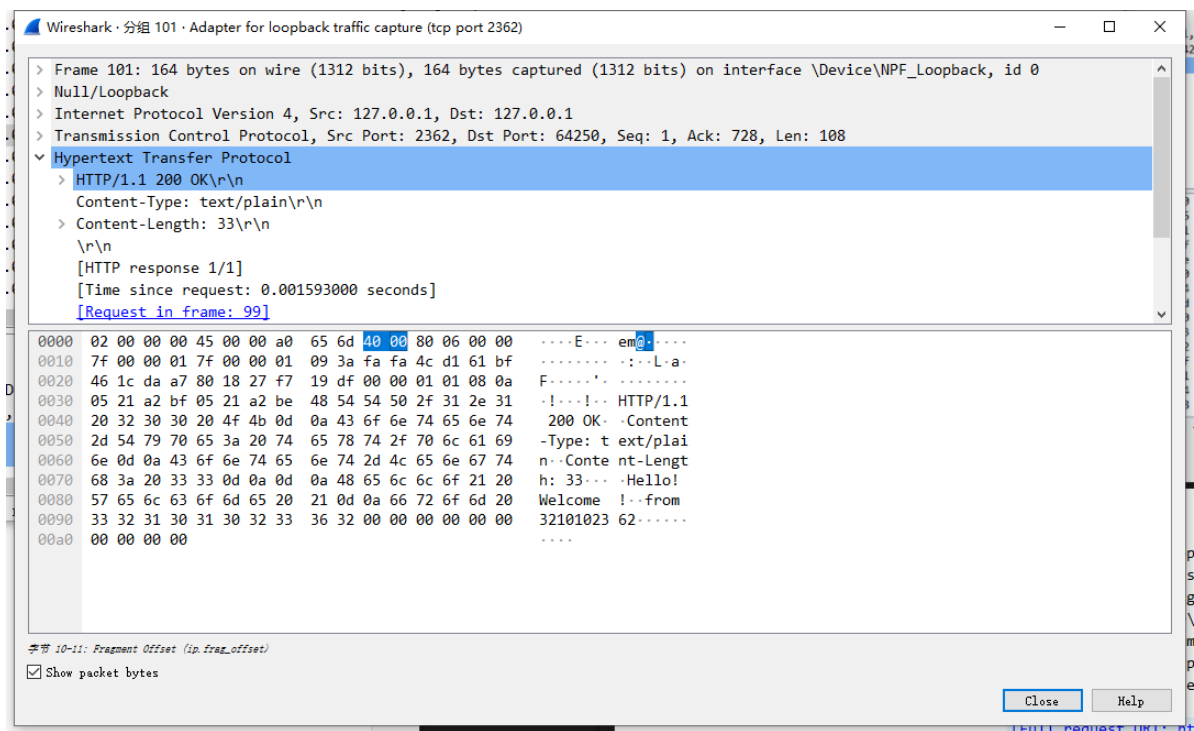 Wireshark · 分组 101 · Adapter for loopback traffic capture (tcp port 2362)
Frame 101: 164 bytes on wire (1312 bits), 164 bytes captured (1312 bits) on interface \Device\NPF_Loopback, id 0
Null/Loopback
Internet Protocol Version 4, Src: 127.0.0.1, Dst: 127.0.0.1
Transmission Control Protocol, Src Port: 2362, Dst Port: 64250, Seq: 1, Ack: 728, Len: 108
Hypertext Transfer Protocol
HTTP/1.1 200 OK\r\n
Content-Type: text/plain\r\n
Content-Length: 33\r\n
\r\n
[HTTP response 1/1]
[Time since request: 0.001593000 seconds]
[Request in frame: 99]
0000 02 00 00 00 45 00 00 a0 65 6d 40 00 80 06 00 00 ····E··· em@·····
0010 7f 00 00 01 7f 00 00 01 09 3a fa fa 4c d1 61 bf ········ ·:··L·a·
0020 46 1c da a7 80 18 27 f7 19 df 00 00 01 01 08 0a F·····'· ········
0030 05 21 a2 bf 05 21 a2 be 48 54 54 50 2f 31 2e 31 ·!···!·· HTTP/1.1
0040 20 32 30 30 20 4f 4b 0d 0a 43 6f 6e 74 65 6e 74 200 OK· ·Content
0050 2d 54 79 70 65 3a 20 74 65 78 74 2f 70 6c 61 69 -Type: t ext/plai
0060 6e 0d 0a 43 6f 6e 74 65 6e 74 2d 4c 65 6e 67 74 n··Conte nt-Lengt
0070 68 3a 20 33 33 0d 0a 0d 0a 48 65 6c 6c 6f 21 20 h: 33··· ·Hello!
0080 57 65 6c 63 6f 6d 65 20 21 0d 0a 66 72 6f 6d 20 Welcome !··from
0090 33 32 31 30 31 30 32 33 36 32 00 00 00 00 00 00 32101023 62······
00a0 00 00 00 00 ····
字节 10-11: Fragment Offset (ip.frag_offset)
Show packet bytes
Close Help